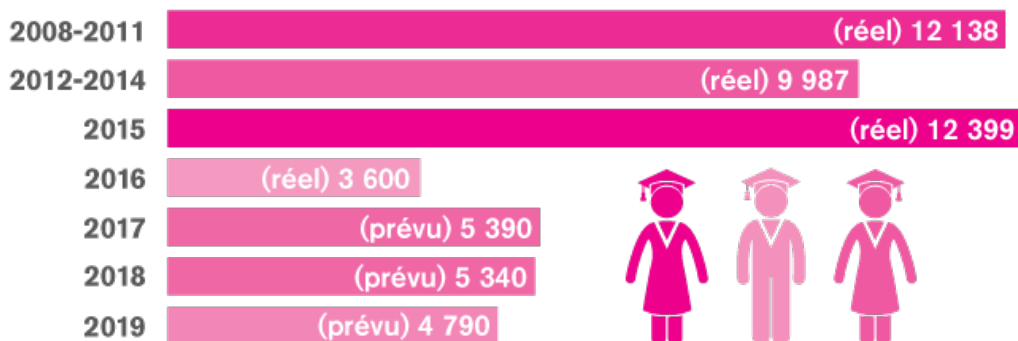 2008-2011 (réel) 12 138
2012-2014 (réel) 9 987
2015 (réel) 12 399
2016 (réel) 3 600
2017 (prévu) 5 390
2018 (prévu) 5 340
2019 (prévu) 4 790